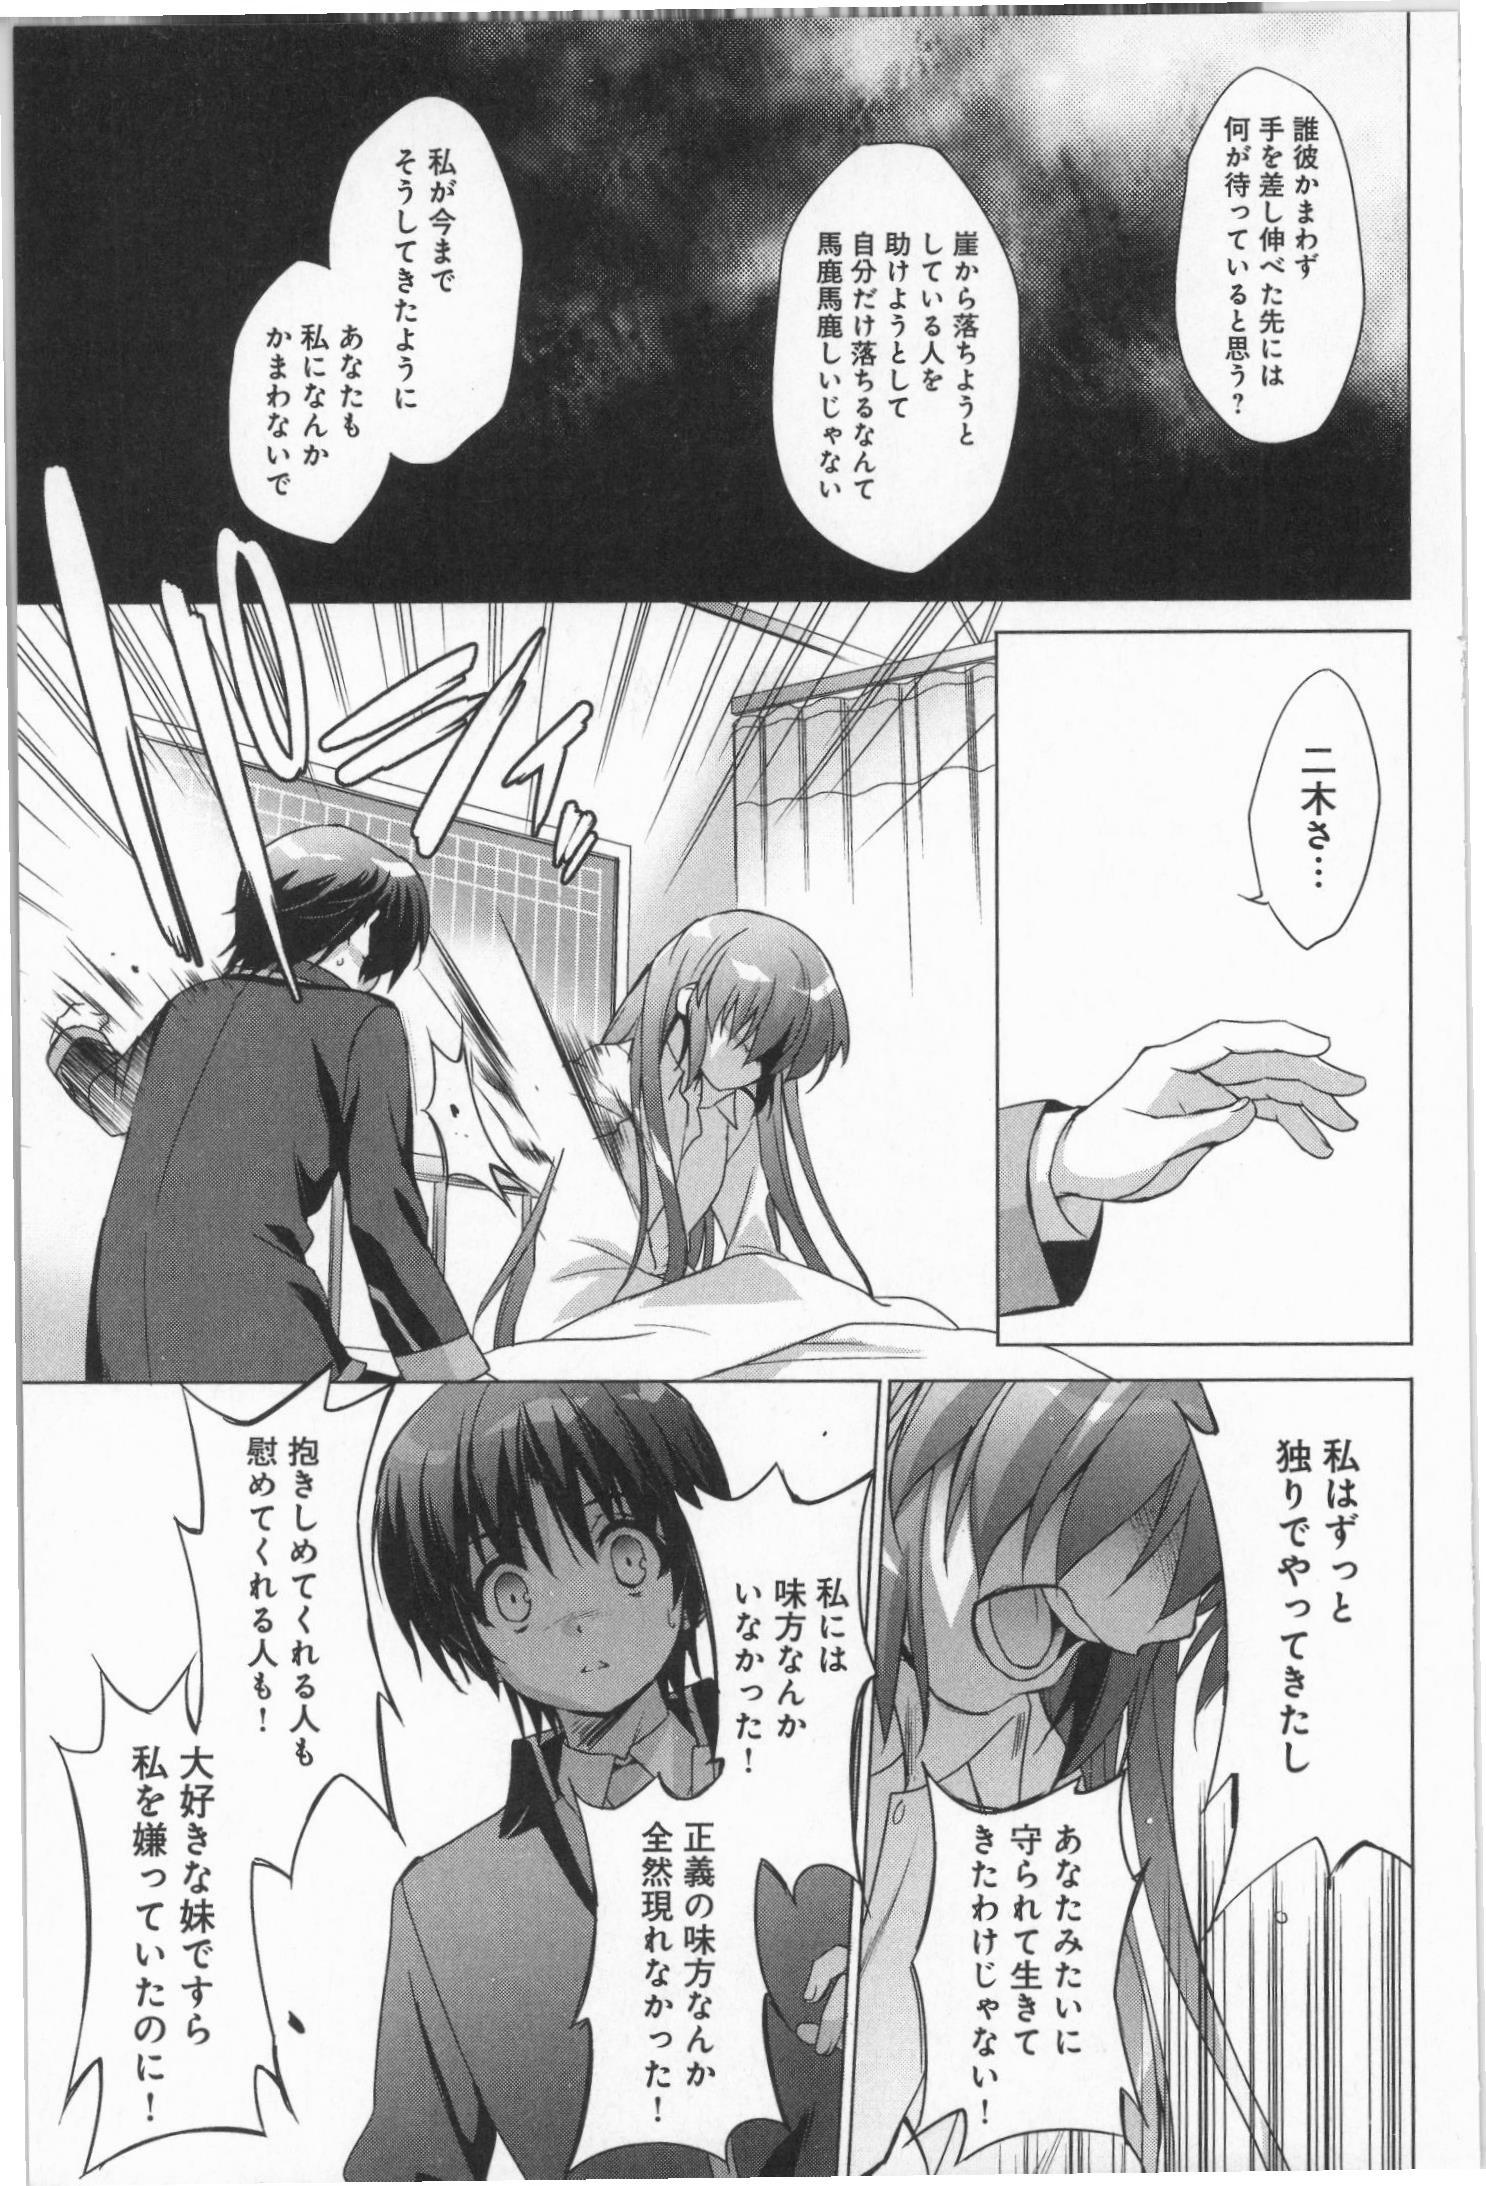 誰彼かまわず
手を差し伸べた先には
何が待っていると思う?
崖から落ちようと
している人を
助けようとして
自分だけ落ちるなんて
馬鹿馬鹿しいじゃない
私が今まで
そうしてきたように
あなたも
私になんか
かまわないで
二木さ…
私はずっと
独りでやってきたし
あなたみたいに
守られて生きて
きたわけじゃない!
私には
味方なんか
いなかった!
正義の味方なんか
全然現れなかった!
抱きしめてくれる人も
慰めてくれる人も!
大好きな妹ですら
私を嫌っていたのに!